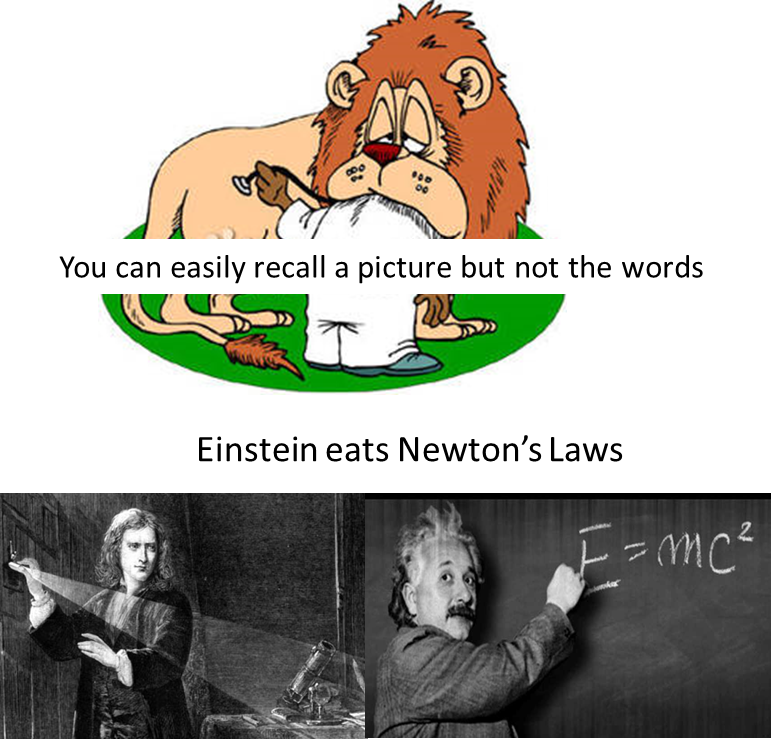 You can easily recall a picture but not the words
Einstein eats Newton’s Laws
E = mc²